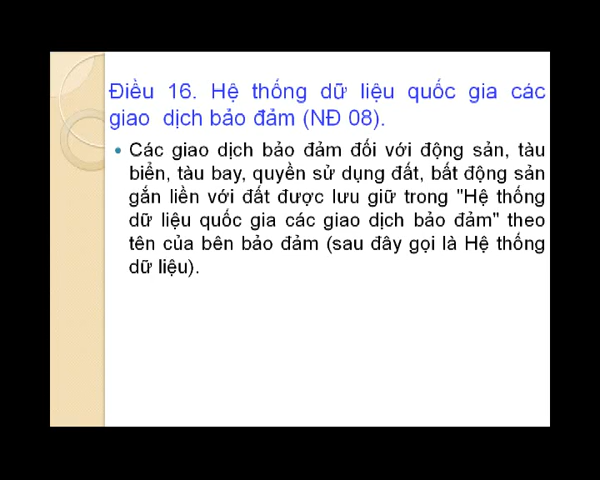 Điều 16. Hệ thống dữ liệu quốc gia các
giao dịch bảo đảm (NĐ 08).
• Các giao dịch bảo đảm đối với động sản, tàu
biển, tàu bay, quyền sử dụng đất, bất động sản
gắn liền với đất được lưu giữ trong "Hệ thống
dữ liệu quốc gia các giao dịch bảo đảm" theo
tên của bên bảo đảm (sau đây gọi là Hệ thống
dữ liệu).